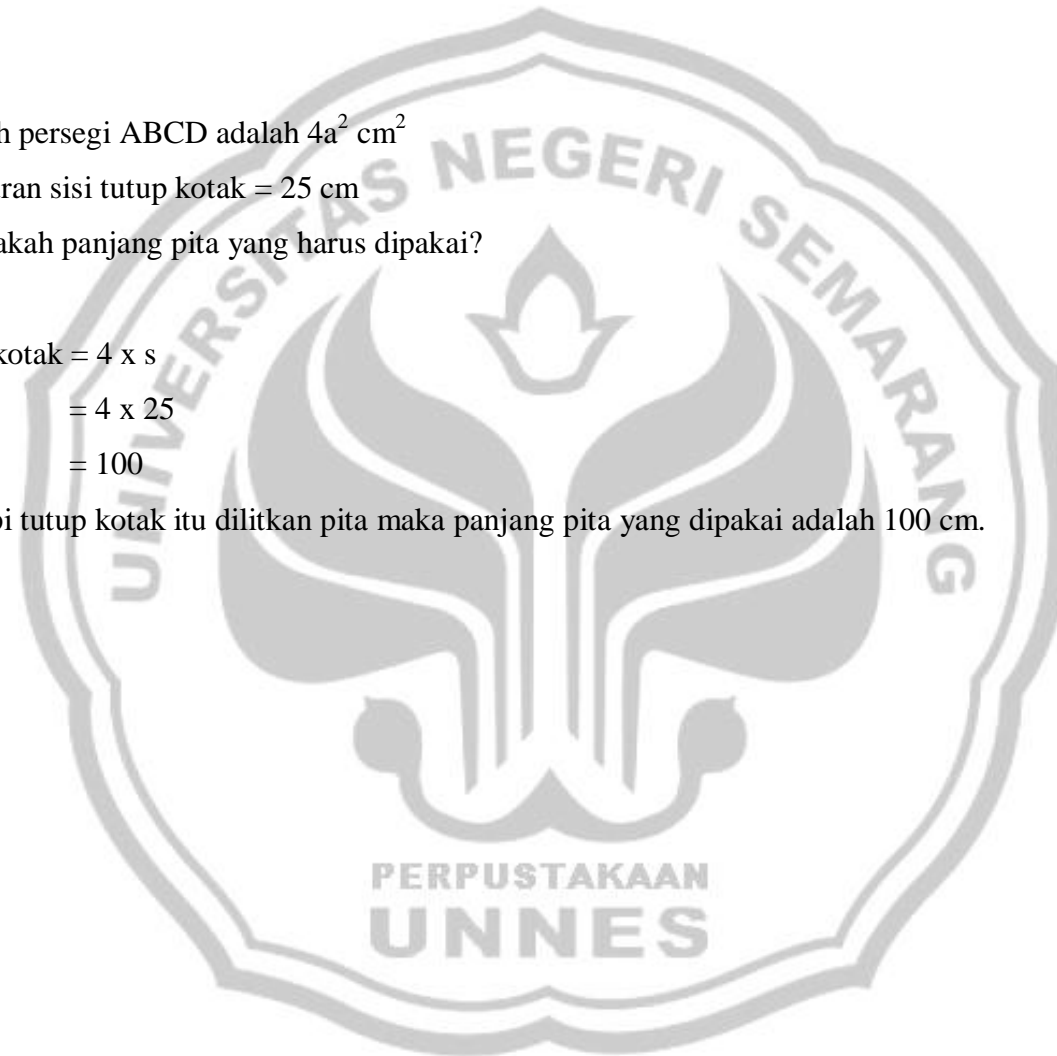 h persegi ABCD adalah 4a² cm²
ran sisi tutup kotak = 25 cm
akah panjang pita yang harus dipakai?
kotak = 4 x s
= 4 x 25
= 100
pi tutup kotak itu dilitkan pita maka panjang pita yang dipakai adalah 100 cm.
UNIVERSITAS NEGERI SEMARANG
PERPUSTAKAAN
UNNES